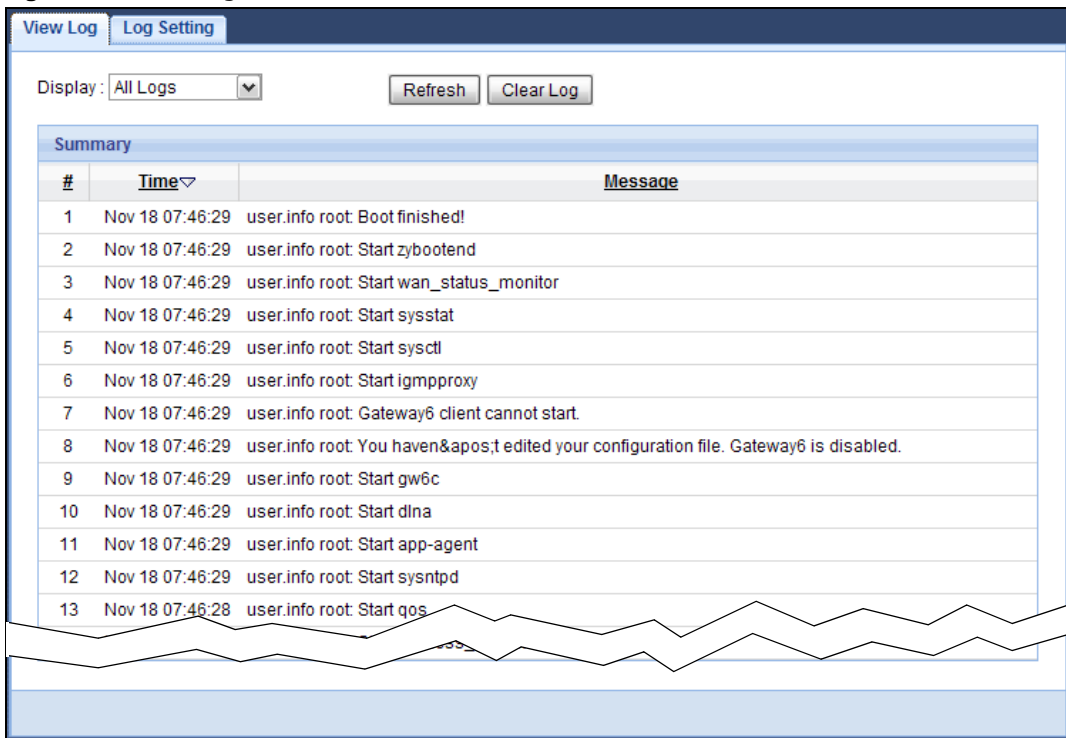 View Log Log Setting
Display : All Logs Refresh Clear Log
Summary
# Time Message
1 Nov 18 07:46:29 user.info root: Boot finished!
2 Nov 18 07:46:29 user.info root: Start zybootend
3 Nov 18 07:46:29 user.info root: Start wan_status_monitor
4 Nov 18 07:46:29 user.info root: Start sysstat
5 Nov 18 07:46:29 user.info root: Start sysctl
6 Nov 18 07:46:29 user.info root: Start igmpproxy
7 Nov 18 07:46:29 user.info root: Gateway6 client cannot start.
8 Nov 18 07:46:29 user.info root: You haven&apos;t edited your configuration file. Gateway6 is disabled.
9 Nov 18 07:46:29 user.info root: Start gw6c
10 Nov 18 07:46:29 user.info root: Start dlna
11 Nov 18 07:46:29 user.info root: Start app-agent
12 Nov 18 07:46:29 user.info root: Start sysntpd
13 Nov 18 07:46:28 user.info root: Start qos